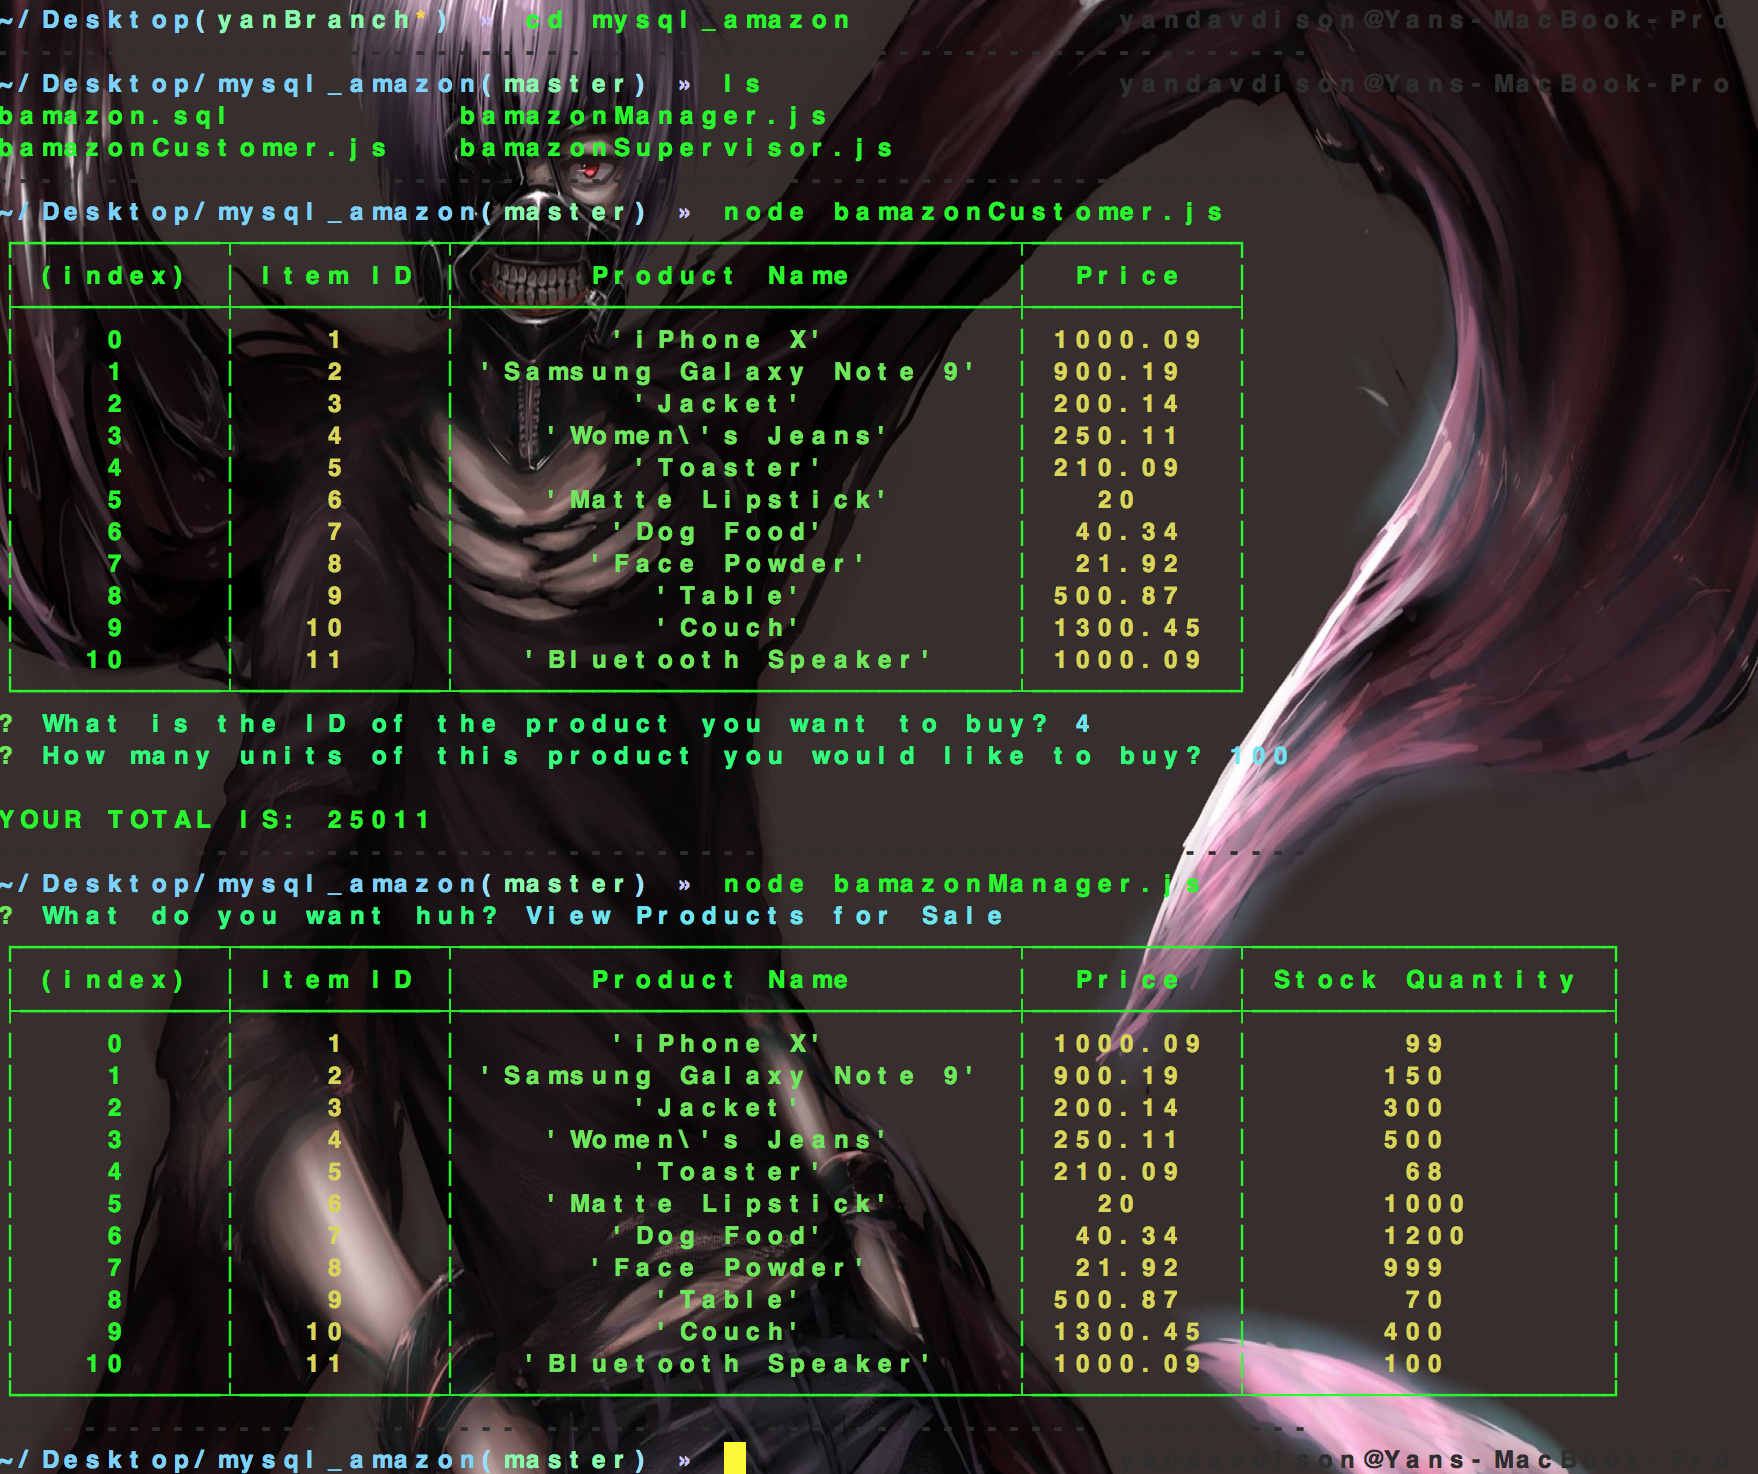 ~/Desktop(yanBranch*) » cd mysql_amazon yandavdison@Yans-MacBook-Pro
~/Desktop/mysql_amazon(master) » ls yandavdison@Yans-MacBook-Pro
bamazon.sql bamazonManager.js
bamazonCustomer.js bamazonSupervisor.js
~/Desktop/mysql_amazon(master) » node bamazonCustomer.js
(index) Item ID Product Name Price
0 1 'iPhone X' 1000.09
1 2 'Samsung Galaxy Note 9' 900.19
2 3 'Jacket' 200.14
3 4 'Women\'s Jeans' 250.11
4 5 'Toaster' 210.09
5 6 'Matte Lipstick' 20
6 7 'Dog Food' 40.34
7 8 'Face Powder' 21.92
8 9 'Table' 500.87
9 10 'Couch' 1300.45
10 11 'Bluetooth Speaker' 1000.09
? What is the ID of the product you want to buy? 4
? How many units of this product you would like to buy? 100
YOUR TOTAL IS: 25011
~/Desktop/mysql_amazon(master) » node bamazonManager.js
? What do you want huh? View Products for Sale
(index) Item ID Product Name Price Stock Quantity
0 1 'iPhone X' 1000.09 99
1 2 'Samsung Galaxy Note 9' 900.19 150
2 3 'Jacket' 200.14 300
3 4 'Women\'s Jeans' 250.11 500
4 5 'Toaster' 210.09 68
5 6 'Matte Lipstick' 20 1000
6 7 'Dog Food' 40.34 1200
7 8 'Face Powder' 21.92 999
8 9 'Table' 500.87 70
9 10 'Couch' 1300.45 400
10 11 'Bluetooth Speaker' 1000.09 100
~/Desktop/mysql_amazon(master) » yandavdison@Yans-MacBook-Pro